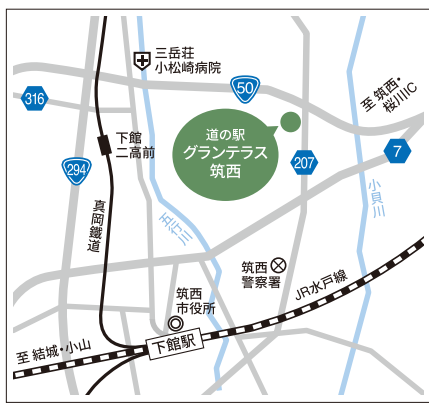 三岳荘
小松崎病院
50
316
至 筑西・
桜川IC
道の駅
グランテラス
筑西
下館
二高前
7
207
294
小貝川
真岡鐵道
五行川
筑西
警察署
JR水戸線
筑西
市役所
下館駅
至 結城・小山